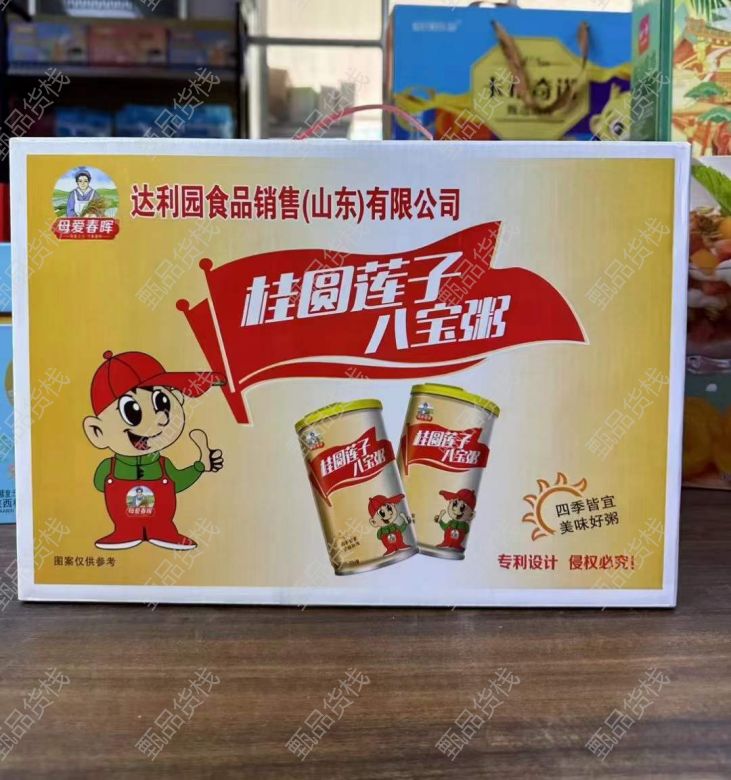 达利园食品销售(山东)有限公司
母爱春晖
桂圆莲子
八宝粥
桂圆莲子
八宝粥
桂圆莲子
八宝粥
母爱春晖
四季皆宜
美味好粥
图案仅供参考
专利设计 侵权必究!
甄品货栈